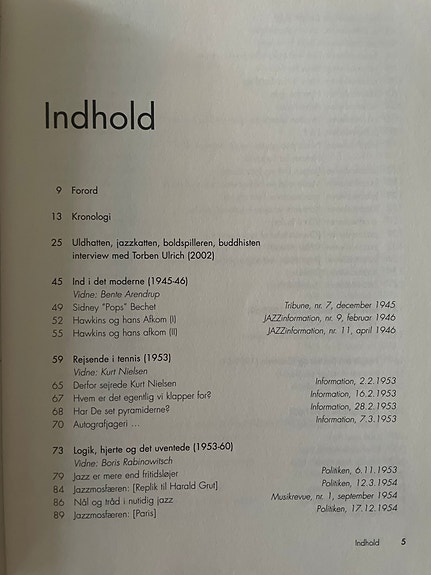 Indhold
9 Forord
13 Kronologi
25 Uldhatten, jazzkatten, boldspilleren, buddhisten
interview med Torben Ulrich (2002)
45 Ind i det moderne (1945-46)
Vidne: Bente Arendrup
49 Sidney "Pops" Bechet Tribune, nr. 7, december 1945
52 Hawkins og hans Afkom (I) JAZZinformation, nr. 9, februar 1946
55 Hawkins og hans afkom (II) JAZZinformation, nr. 11, april 1946
59 Rejsende i tennis (1953)
Vidne: Kurt Nielsen
65 Derfor sejrede Kurt Nielsen Information, 2.2.1953
67 Hvem er det egentlig vi klapper for? Information, 16.2.1953
68 Har De set pyramiderne? Information, 28.2.1953
70 Autografjageri ... Information, 7.3.1953
73 Logik, hjerte og det uventede (1953-60)
Vidne: Boris Rabinowitsch
79 Jazz er mere end fritidsløjer Politiken, 6.11.1953
84 Jazzmosfæren: [Replik til Harald Grut] Politiken, 12.3.1954
86 Nål og tråd i nutidig jazz Musikrevue, nr. 1, september 1954
89 Jazzmosfæren: [Paris] Politiken, 17.12.1954
Indhold 5